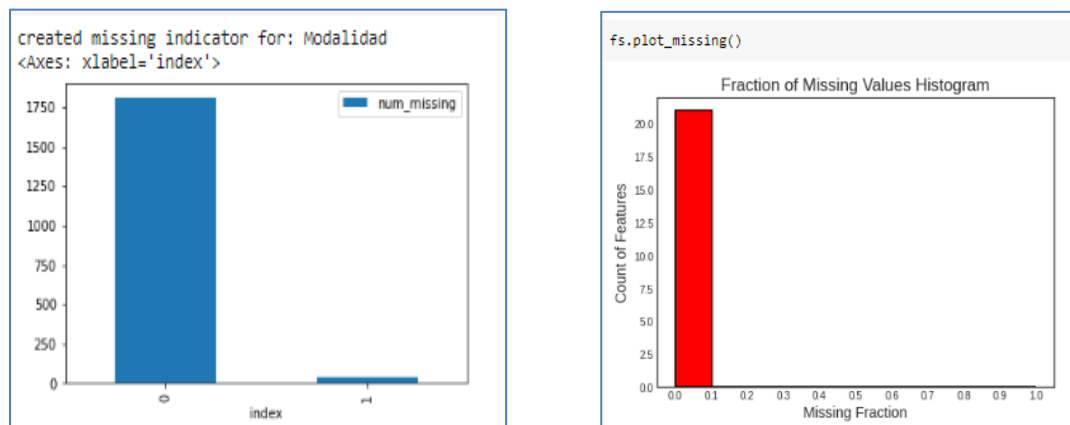 created missing indicator for: Modalidad
<Axes: xlabel='index'>
num_missing
1750
1500
1250
1000
750
500
250
0
0
1
index
fs.plot_missing()
Fraction of Missing Values Histogram
20.0
17.5
15.0
12.5
10.0
7.5
5.0
2.5
0.0
Count of Features
0.0 0.1 0.2 0.3 0.4 0.5 0.6 0.7 0.8 0.9 1.0
Missing Fraction